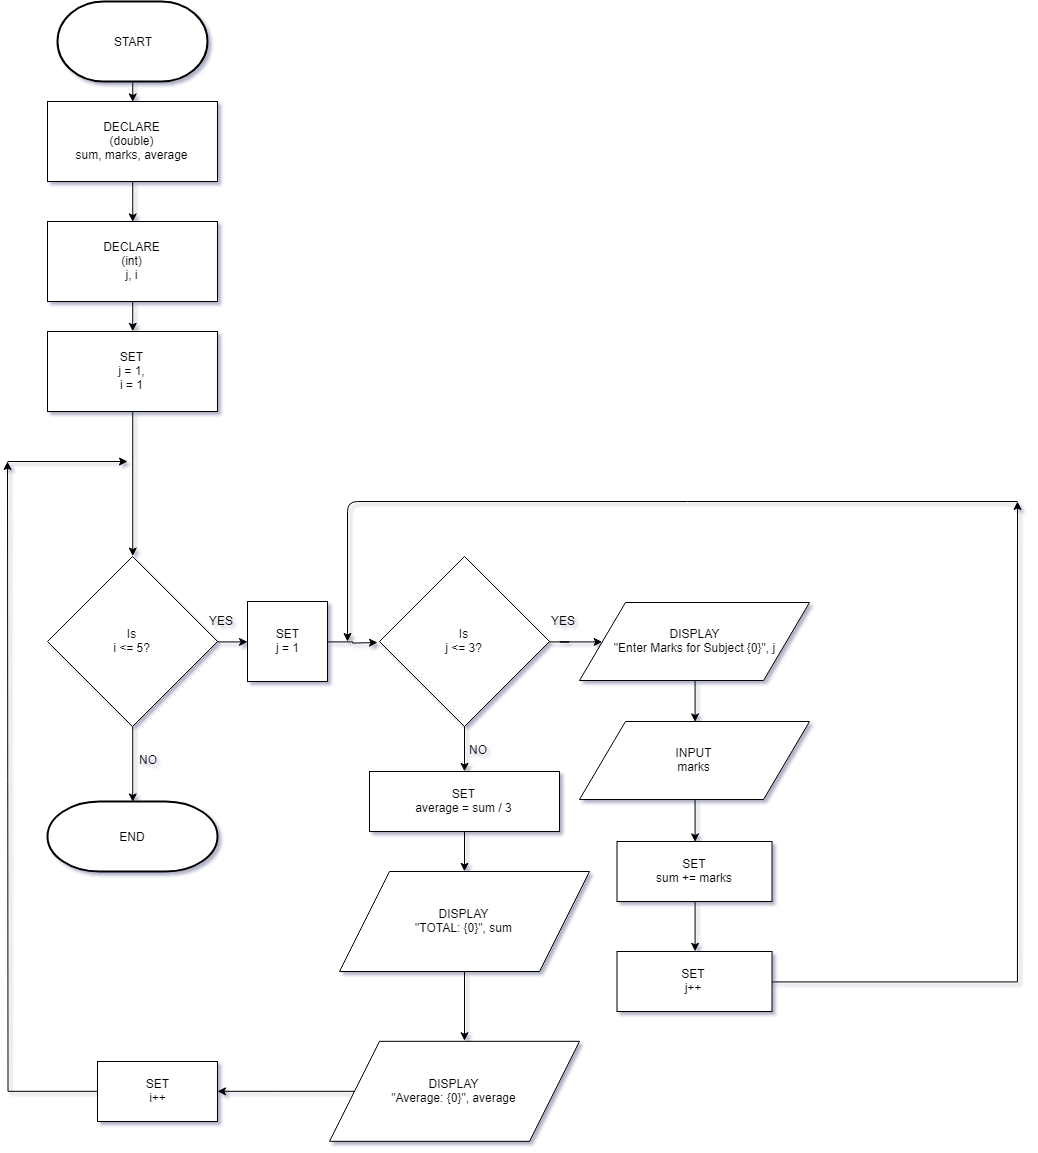 START
DECLARE
(double)
sum, marks, average
DECLARE
(int)
j, i
SET
j = 1,
i = 1
Is
i <= 5?
YES
SET
j = 1
Is
j <= 3?
YES
DISPLAY
"Enter Marks for Subject {0}", j
INPUT
marks
SET
sum += marks
SET
j++
NO
SET
average = sum / 3
DISPLAY
"TOTAL: {0}", sum
DISPLAY
"Average: {0}", average
SET
i++
NO
END